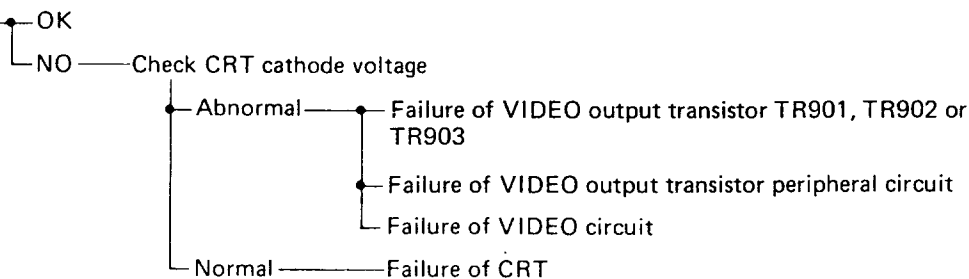 OK
NO Check CRT cathode voltage
Abnormal Failure of VIDEO output transistor TR901, TR902 or
TR903
Failure of VIDEO output transistor peripheral circuit
Failure of VIDEO circuit
Normal Failure of CRT